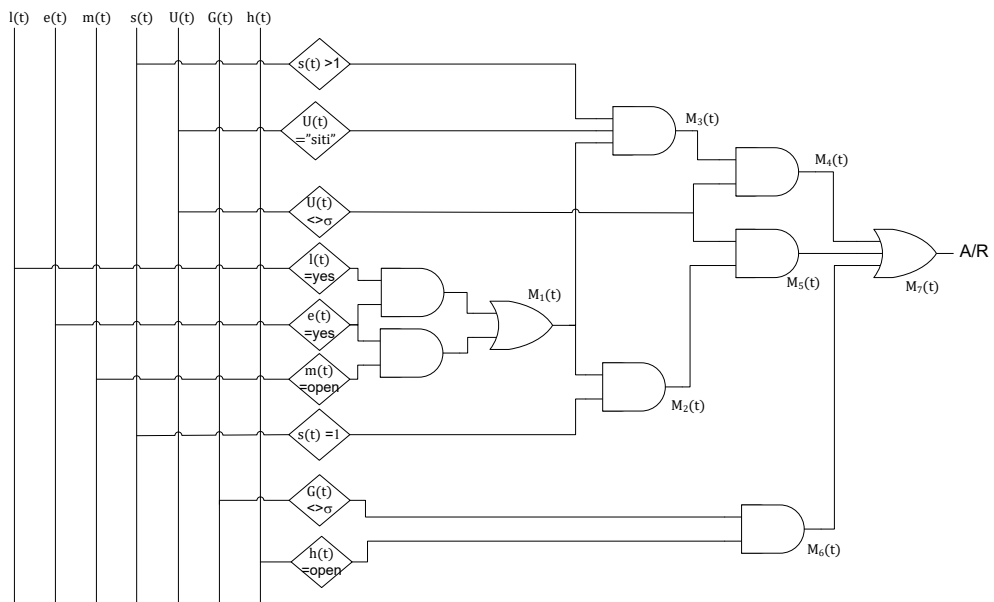 l(t) e(t) m(t) s(t) U(t) G(t) h(t)
s(t) >1
U(t)
="siti"
M₃(t)
M₄(t)
U(t)
<>σ
A/R
l(t)
=yes
M₅(t)
M₇(t)
M₁(t)
e(t)
=yes
m(t)
=open
M₂(t)
s(t) =1
G(t)
<>σ
M₆(t)
h(t)
=open